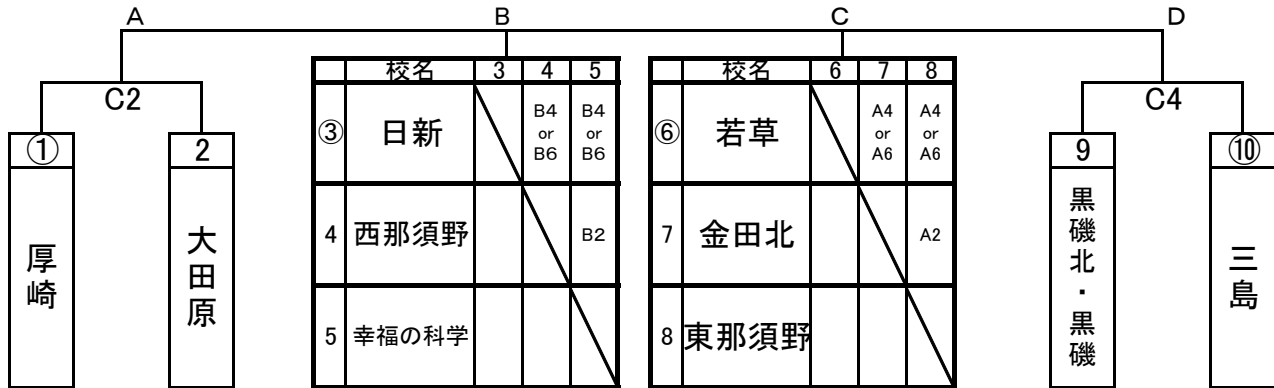 A B C D
C2
C4
① 厚崎
2 大田原
校名 3 4 5
③ 日新 B4 or B6 B4 or B6
4 西那須野 B2
5 幸福の科学
校名 6 7 8
⑥ 若草 A4 or A6 A4 or A6
7 金田北 A2
8 東那須野
9 黒磯北・黒磯
⑩ 三島